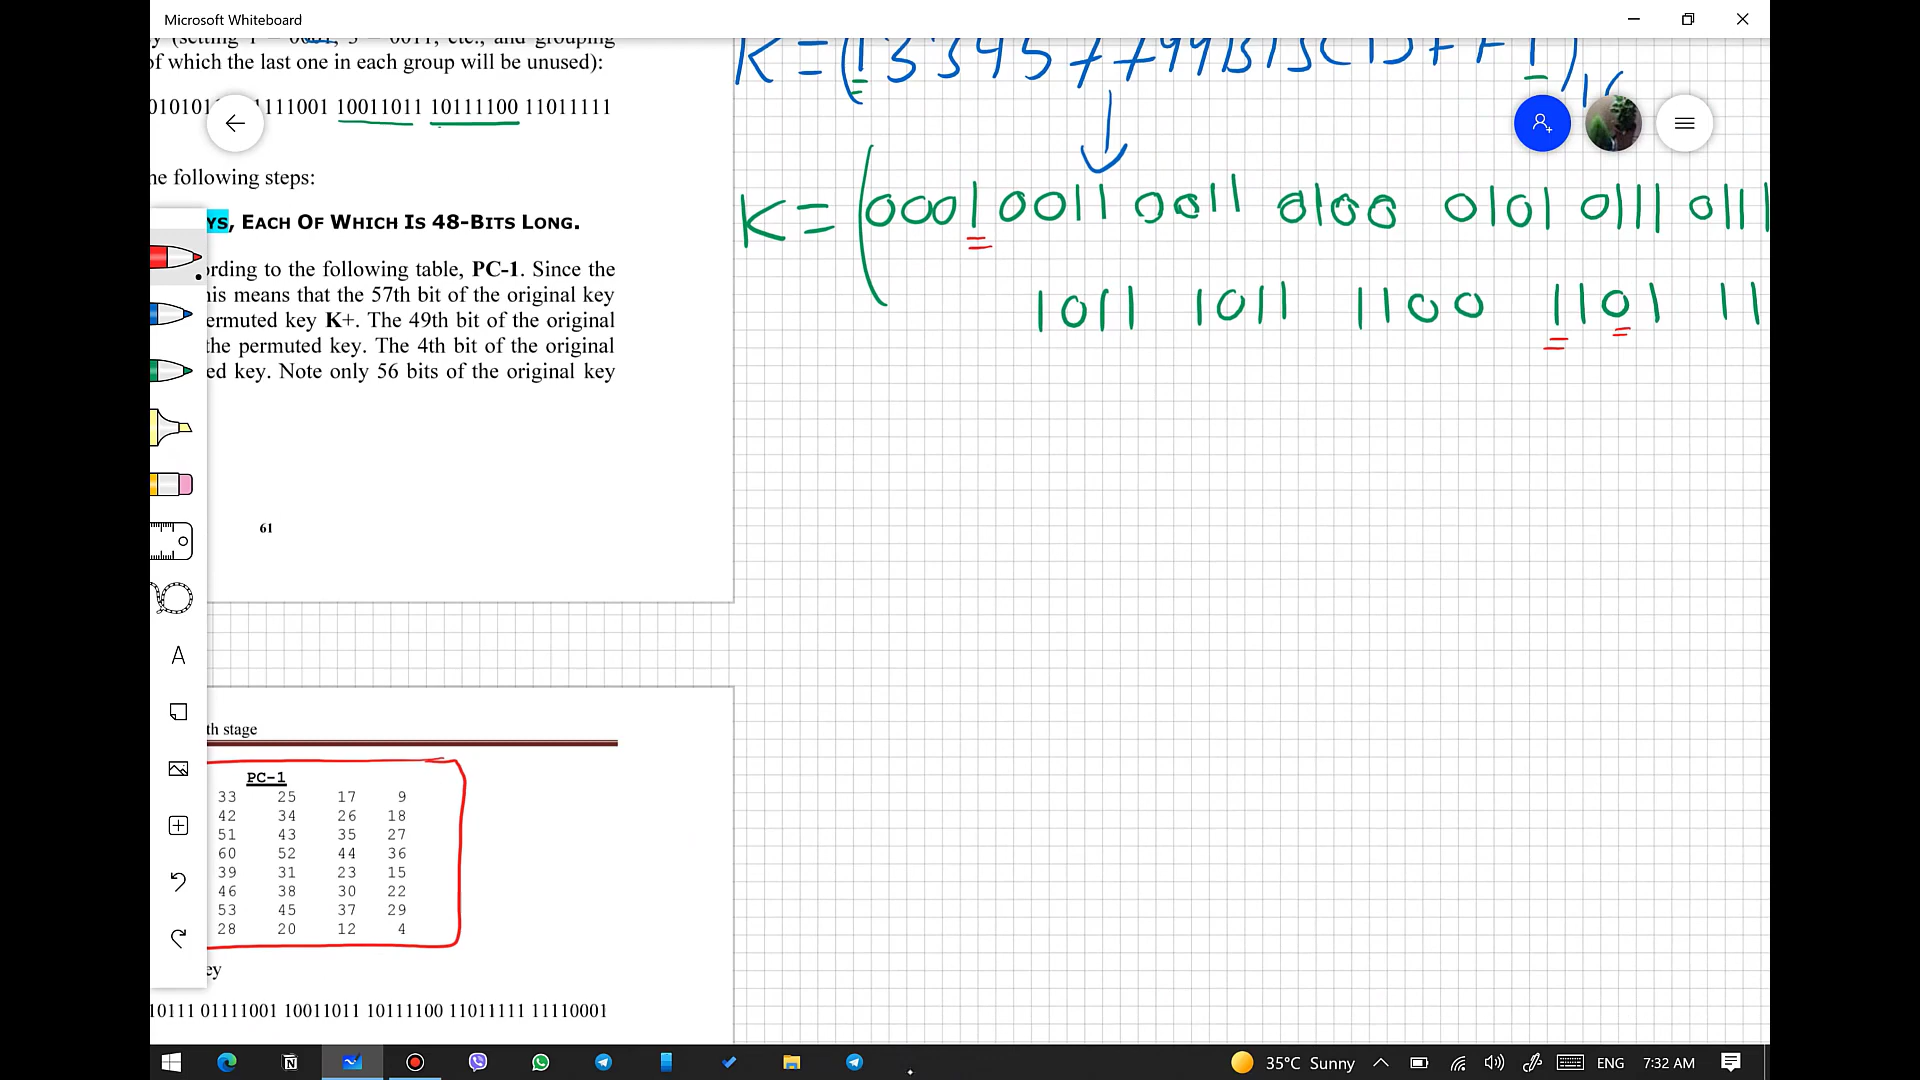 Microsoft Whiteboard
of which the last one in each group will be unused):
K = (133457799B
1111001 10011011 10111100 11011111
he following steps:
YS, EACH OF WHICH IS 48-BITS LONG.
K = (0001 0011 0011 0100 0101 0111 0111
1011 1011 1100 1101 11
ording to the following table, PC-1. Since the
his means that the 57th bit of the original key
ermuted key K+. The 49th bit of the original
the permuted key. The 4th bit of the original
ed key. Note only 56 bits of the original key
61
th stage
PC-1
33 25 17 9
42 34 26 18
51 43 35 27
60 52 44 36
39 31 23 15
46 38 30 22
53 45 37 29
28 20 12 4
ey
10111 01111001 10011011 10111100 11011111 11110001
35°C Sunny ENG 7:32 AM